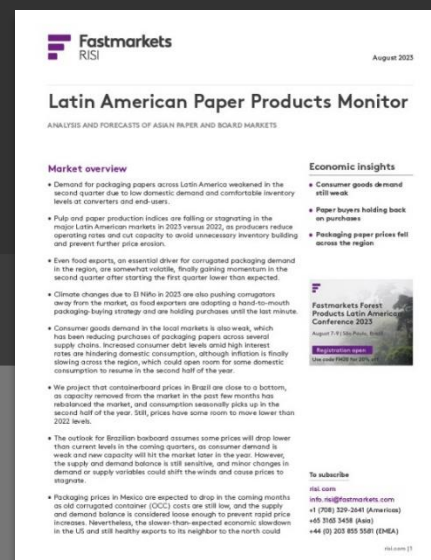 Fastmarkets
RISI
August 2023
Latin American Paper Products Monitor
ANALYSIS AND FORECASTS OF ASIAN PAPER AND BOARD MARKETS
Market overview
• Demand for packaging papers across Latin America weakened in the
second quarter due to low domestic demand and comfortable inventory
levels at converters and end-users.
• Pulp and paper production indices are falling or stagnating in the
major Latin American markets in 2023 versus 2022, as producers reduce
operating rates and cut capacity to avoid unnecessary inventory building
and prevent further price erosion.
• Even food exports, an essential driver for corrugated packaging demand
in the region, are somewhat volatile, finally gaining momentum in the
second quarter after starting the first quarter lower than expected.
• Climate changes due to El Niño in 2023 are also pushing corrugators
away from the market, as food exporters are adopting a hand-to-mouth
packaging-buying strategy and are holding purchases until the last minute.
• Consumer goods demand in the local markets is also weak, which
has been reducing purchases of packaging papers across several
supply chains. Increased consumer debt levels amid high interest
rates are hindering domestic consumption, although inflation is finally
slowing across the region, which could open room for some domestic
consumption to resume in the second half of the year.
• We project that containerboard prices in Brazil are close to a bottom,
as capacity removed from the market in the past few months has
rebalanced the market, and consumption seasonally picks up in the
second half of the year. Still, prices have some room to move lower than
2022 levels.
• The outlook for Brazilian boxboard assumes some prices will drop lower
than current levels in the coming quarters, as consumer demand is
weak and new capacity will hit the market later in the year. However,
the supply and demand balance is still sensitive, and minor changes in
demand or supply variables could shift the winds and cause prices to
stagnate.
• Packaging prices in Mexico are expected to drop in the coming months
as old corrugated container (OCC) costs are still low, and the supply
and demand balance is considered loose enough to prevent rapid price
increases. Nevertheless, the slower-than-expected economic slowdown
in the US and still healthy exports to its neighbor to the north could
Economic insights
• Consumer goods demand
still weak
• Paper buyers holding back
on purchases
• Packaging paper prices fell
across the region
Fastmarkets Forest
Products Latin American
Conference 2023
August 7-9 | São Paulo, Brazil
Registration open
Use code PM20 for 20% off
To subscribe
risi.com
info.risi@fastmarkets.com
+1 (708) 329-2641 (Americas)
+65 3163 3458 (Asia)
+44 (0) 203 855 5581 (EMEA)
risi.com | 1